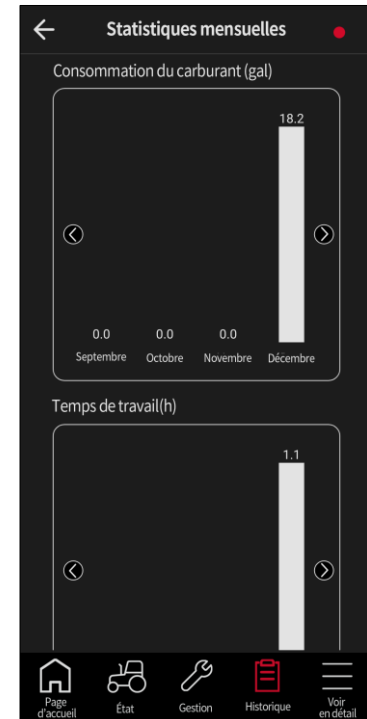 Statistiques mensuelles
Consommation du carburant (gal)
18.2
0.0 0.0 0.0
Septembre Octobre Novembre Décembre
Temps de travail(h)
1.1
Page
d'accueil
État
Gestion
Historique
Voir
en détail